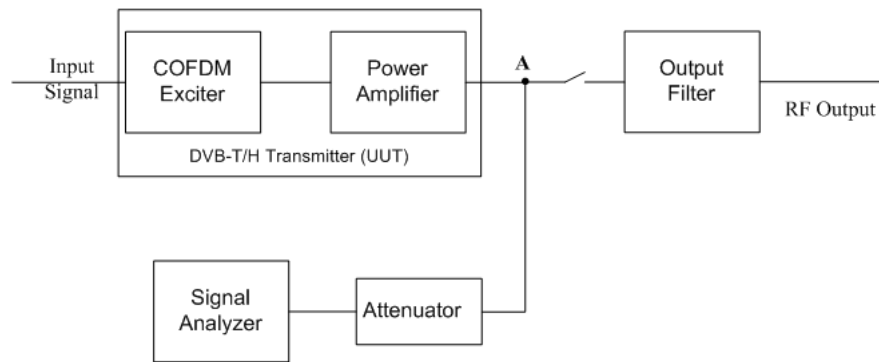 Input
Signal
COFDM
Exciter
Power
Amplifier
DVB-T/H Transmitter (UUT)
A
Output
Filter
RF Output
Signal
Analyzer
Attenuator